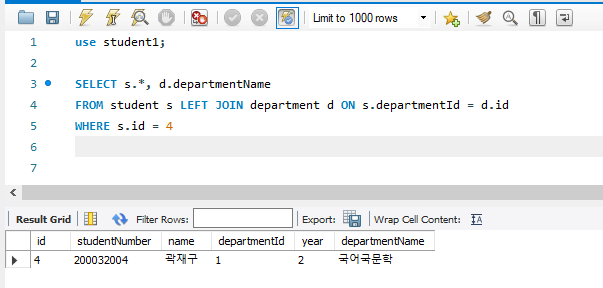 Limit to 1000 rows
1 use student1;
2
3 SELECT s.*, d.departmentName
4 FROM student s LEFT JOIN department d ON s.departmentId = d.id
5 WHERE s.id = 4
6
7
Result Grid Filter Rows: Export: Wrap Cell Content:
id studentNumber name departmentId year departmentName
4 200032004 곽재구 1 2 국어국문학